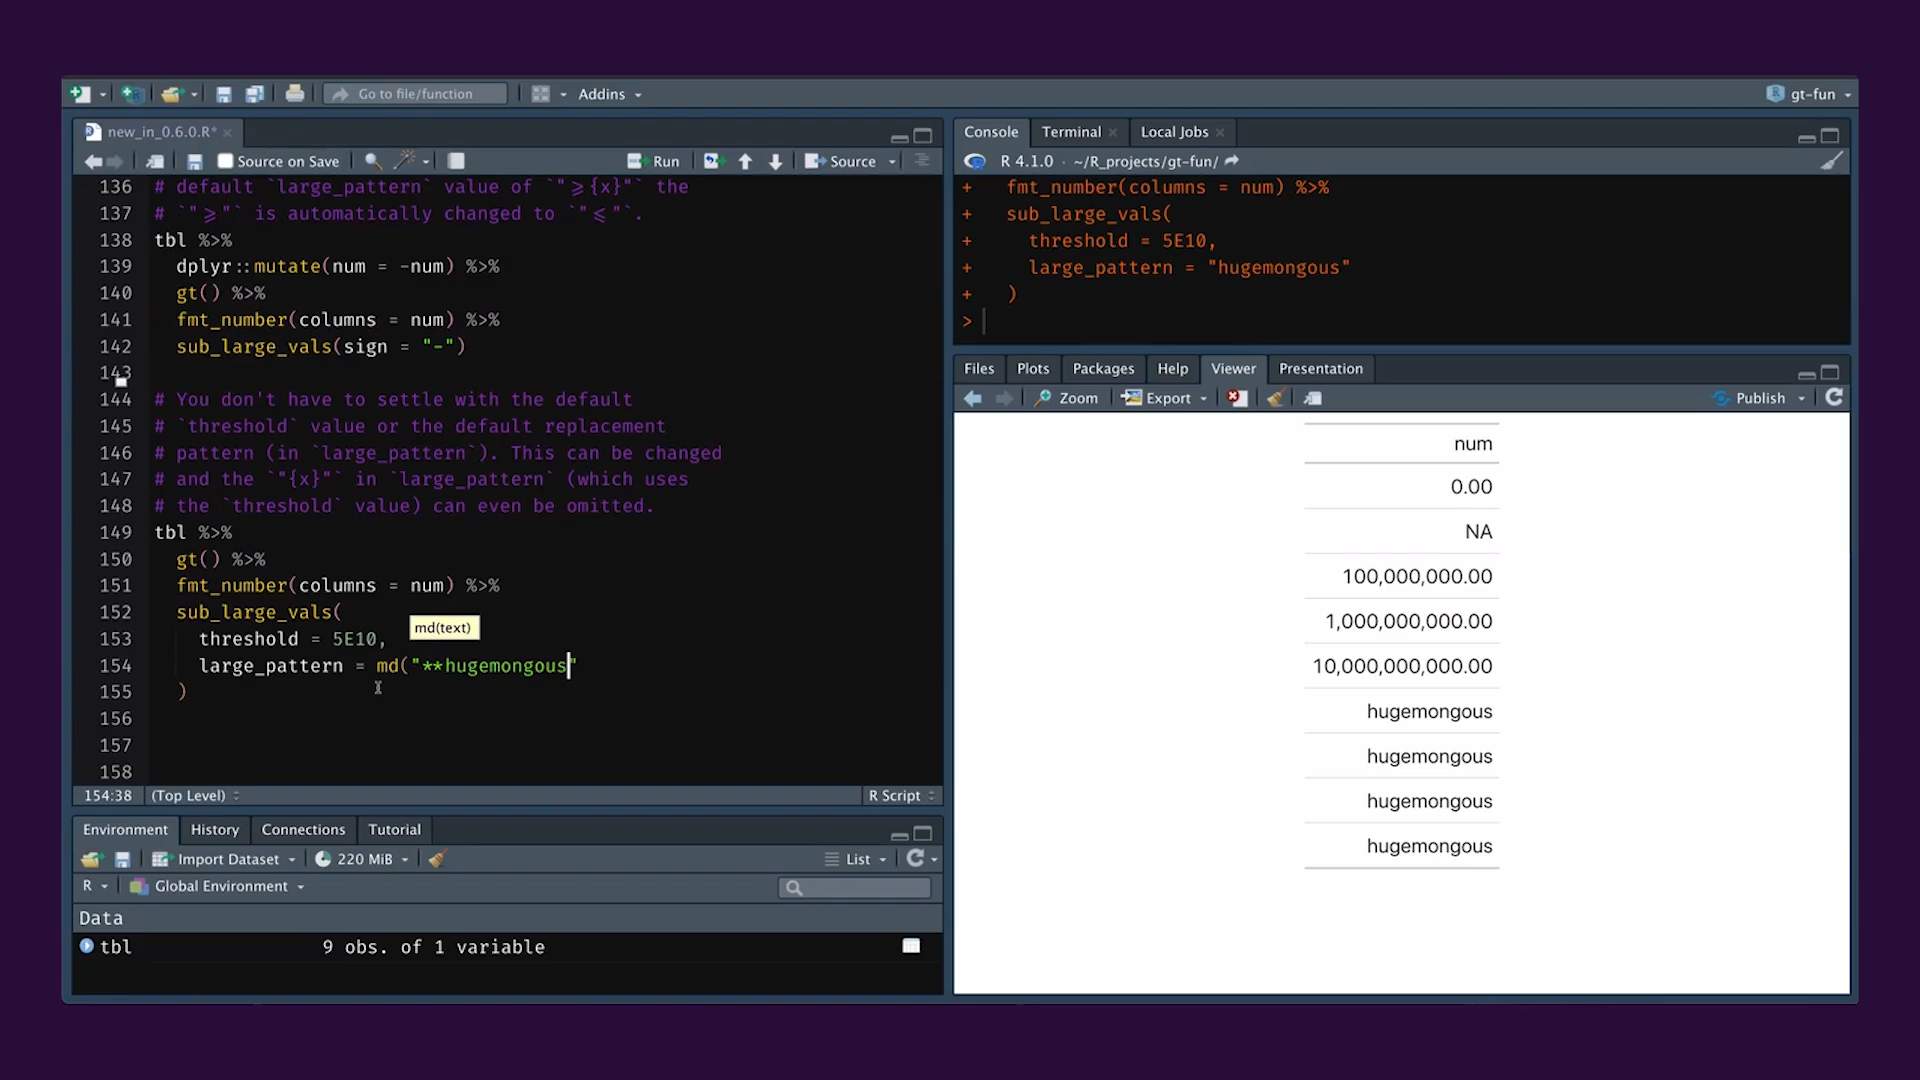 Go to file/function
Addins
gt-fun
new_in_0.6.0.R*
Source on Save
Run
Source
136 # default `large_pattern` value of `"≥{x}"` the
137 # `"≥"` is automatically changed to `"≤"`.
138 tbl %>%
139 dplyr::mutate(num = -num) %>%
140 gt() %>%
141 fmt_number(columns = num) %>%
142 sub_large_vals(sign = "-")
143
144 # You don't have to settle with the default
145 # `threshold` value or the default replacement
146 # pattern (in `large_pattern`). This can be changed
147 # and the `"{x}"` in `large_pattern` (which uses
148 # the `threshold` value) can even be omitted.
149 tbl %>%
150 gt() %>%
151 fmt_number(columns = num) %>%
152 sub_large_vals(
md(text)
153 threshold = 5E10,
154 large_pattern = md("**hugemongous"
155 )
156
157
158
154:38 (Top Level) R Script
Environment History Connections Tutorial
Import Dataset 220 MiB List
R Global Environment
Data
tbl 9 obs. of 1 variable
Console Terminal Local Jobs
R 4.1.0 · ~/R_projects/gt-fun/
+ fmt_number(columns = num) %>%
+ sub_large_vals(
+ threshold = 5E10,
+ large_pattern = "hugemongous"
+ )
>
Files Plots Packages Help Viewer Presentation
Zoom Export Publish
num
0.00
NA
100,000,000.00
1,000,000,000.00
10,000,000,000.00
hugemongous
hugemongous
hugemongous
hugemongous